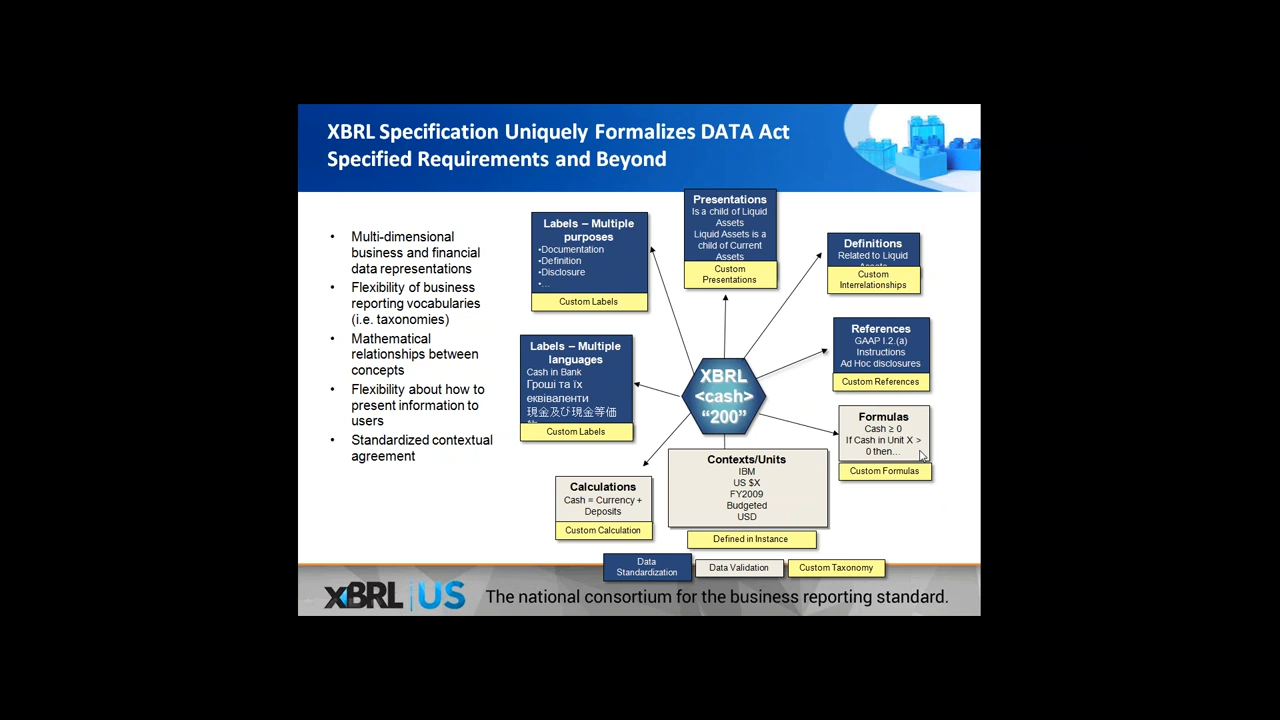 XBRL Specification Uniquely Formalizes DATA Act
Specified Requirements and Beyond
• Multi-dimensional
business and financial
data representations
• Flexibility of business
reporting vocabularies
(i.e. taxonomies)
• Mathematical
relationships between
concepts
• Flexibility about how to
present information to
users
• Standardized contextual
agreement
Labels – Multiple
purposes
•Documentation
•Definition
•Disclosure
•...
Custom Labels
Presentations
Is a child of Liquid
Assets
Liquid Assets is a
child of Current
Assets
Custom
Presentations
Definitions
Related to Liquid
Assets
Custom
Interrelationships
Labels – Multiple
languages
Cash in Bank
Гроші та їх
еквіваленти
現金及び現金等価
Custom Labels
XBRL
<cash>
“200”
References
GAAP I.2.(a)
Instructions
Ad Hoc disclosures
Custom References
Formulas
Cash ≥ 0
If Cash in Unit X >
0 then…
Custom Formulas
Calculations
Cash = Currency +
Deposits
Custom Calculation
Contexts/Units
IBM
US $X
FY2009
Budgeted
USD
Defined in Instance
Data
Standardization
Data Validation
Custom Taxonomy
XBRL US
The national consortium for the business reporting standard.